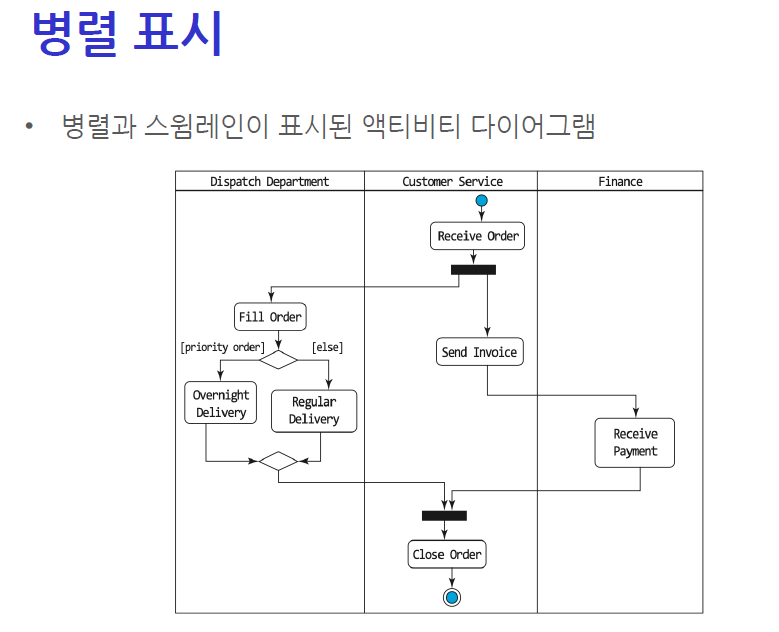 병렬 표시
• 병렬과 스윔레인이 표시된 액티비티 다이어그램
Dispatch Department
Customer Service
Finance
Receive Order
Fill Order
[priority order]
[else]
Send Invoice
Overnight
Delivery
Regular
Delivery
Receive
Payment
Close Order